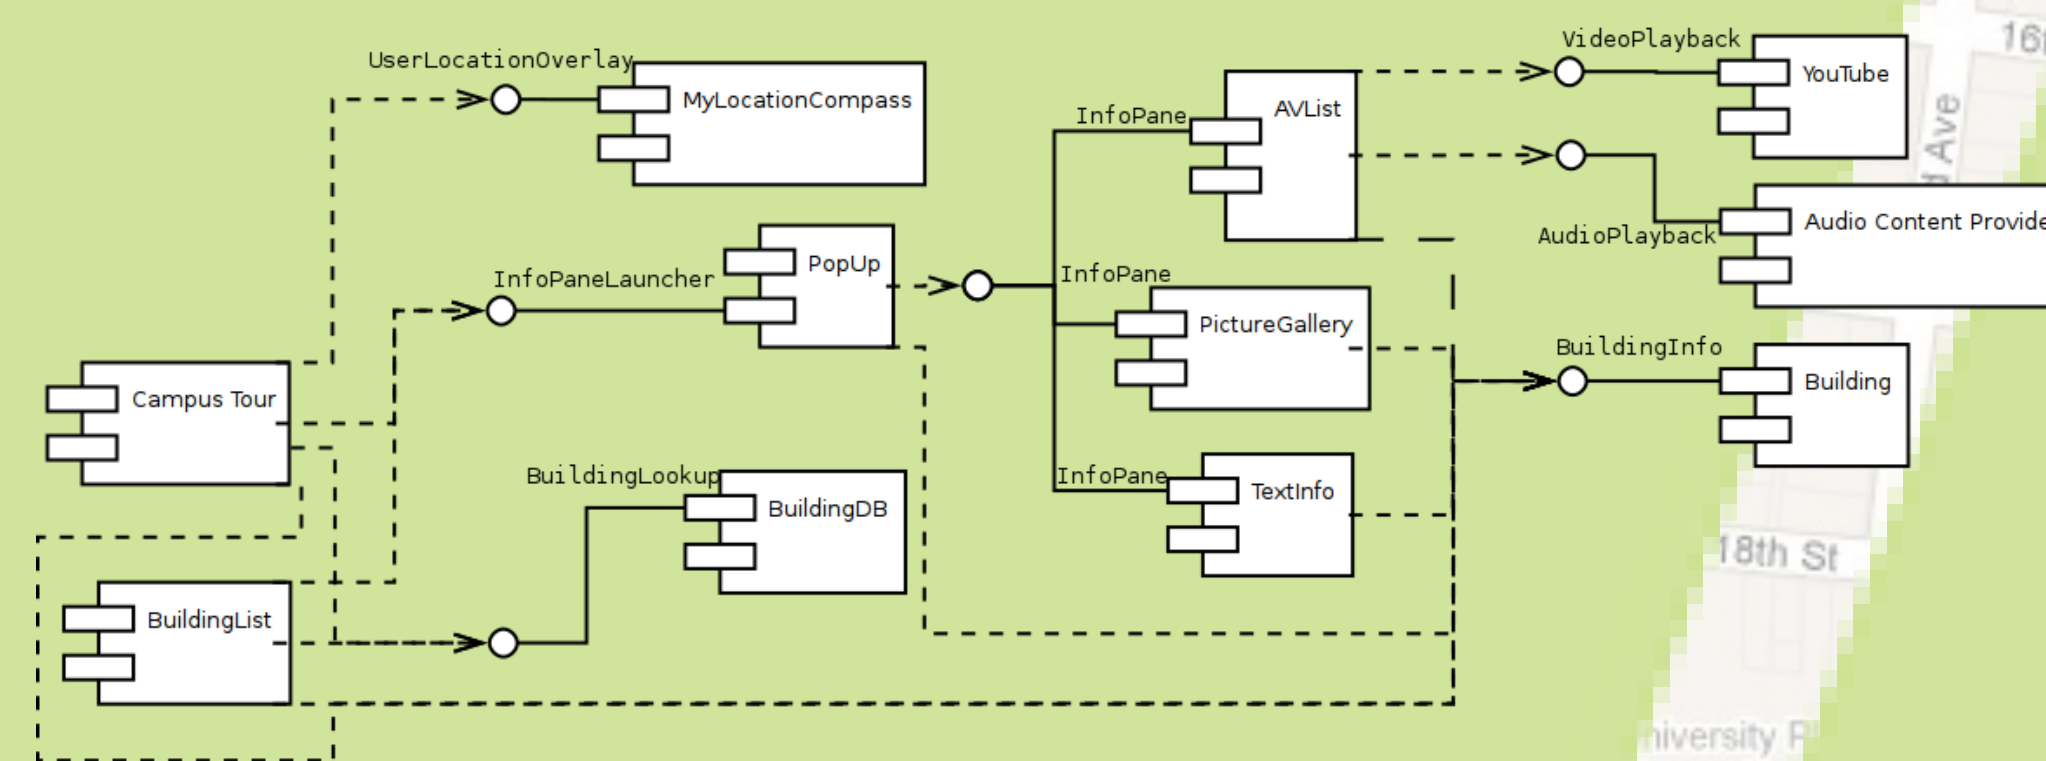 UserLocationOverlay
MyLocationCompass
InfoPaneLauncher
PopUp
Campus Tour
BuildingLookup
BuildingDB
BuildingList
InfoPane
AVList
InfoPane
PictureGallery
InfoPane
TextInfo
VideoPlayback
YouTube
AudioPlayback
Audio Content Provide
BuildingInfo
Building
Ave
18th St